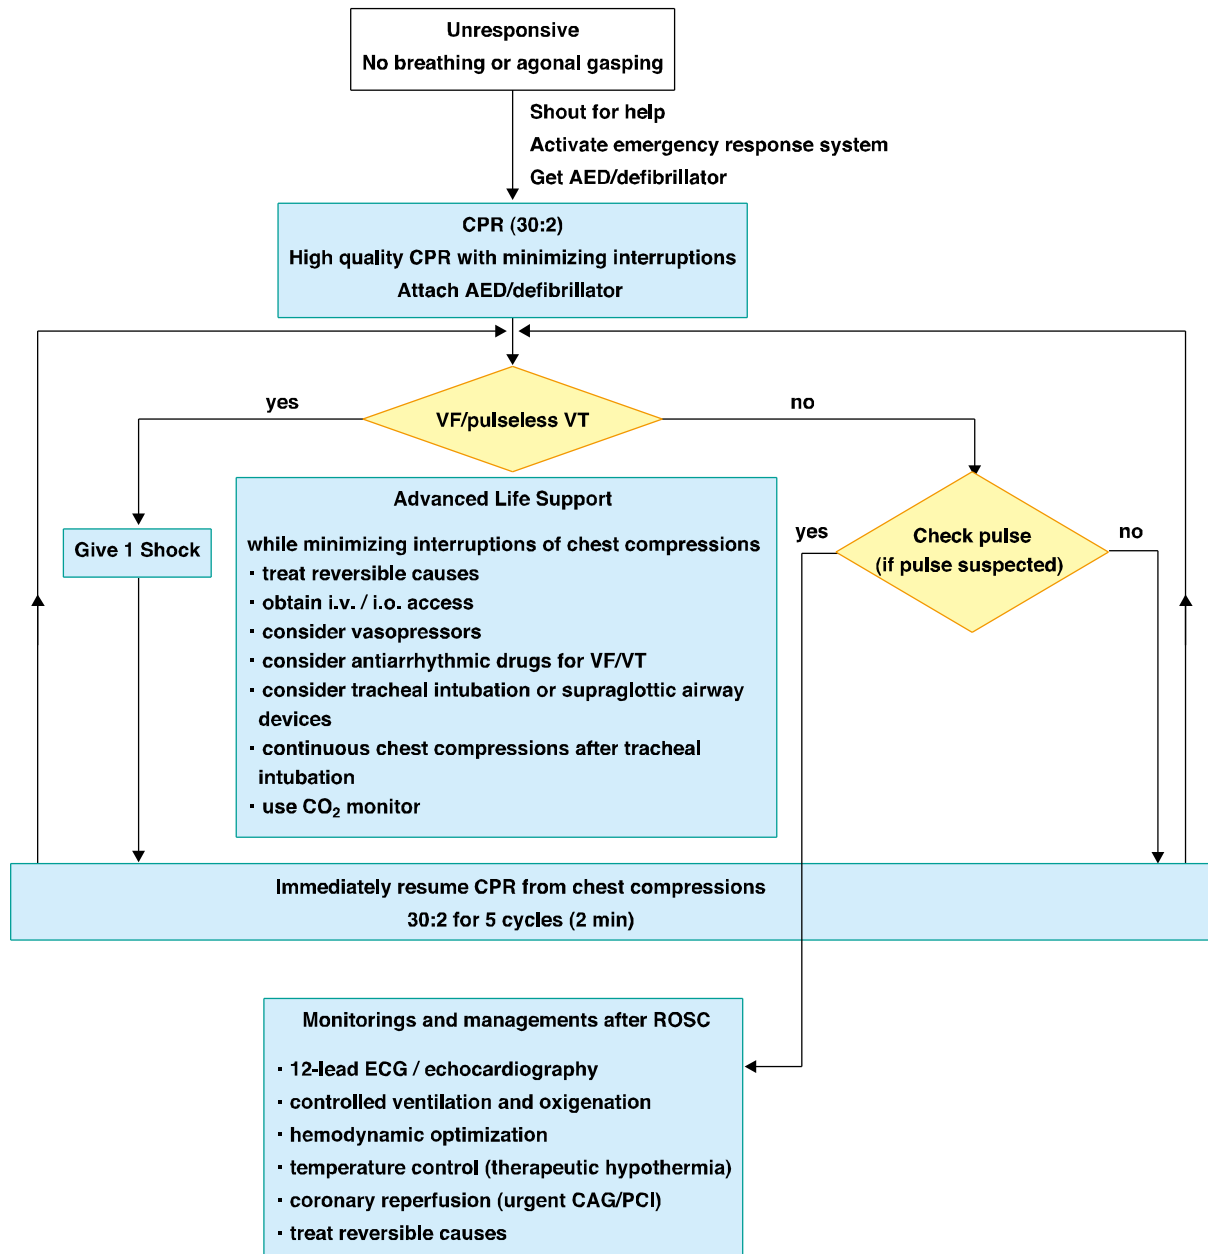 Unresponsive
No breathing or agonal gasping
Shout for help
Activate emergency response system
Get AED/defibrillator
CPR (30:2)
High quality CPR with minimizing interruptions
Attach AED/defibrillator
yes
VF/pulseless VT
no
Give 1 Shock
Advanced Life Support
while minimizing interruptions of chest compressions
・treat reversible causes
・obtain i.v. / i.o. access
・consider vasopressors
・consider antiarrhythmic drugs for VF/VT
・consider tracheal intubation or supraglottic airway
devices
・continuous chest compressions after tracheal
intubation
・use CO₂ monitor
yes
Check pulse
(if pulse suspected)
no
Immediately resume CPR from chest compressions
30:2 for 5 cycles (2 min)
Monitorings and managements after ROSC
・12-lead ECG / echocardiography
・controlled ventilation and oxigenation
・hemodynamic optimization
・temperature control (therapeutic hypothermia)
・coronary reperfusion (urgent CAG/PCI)
・treat reversible causes